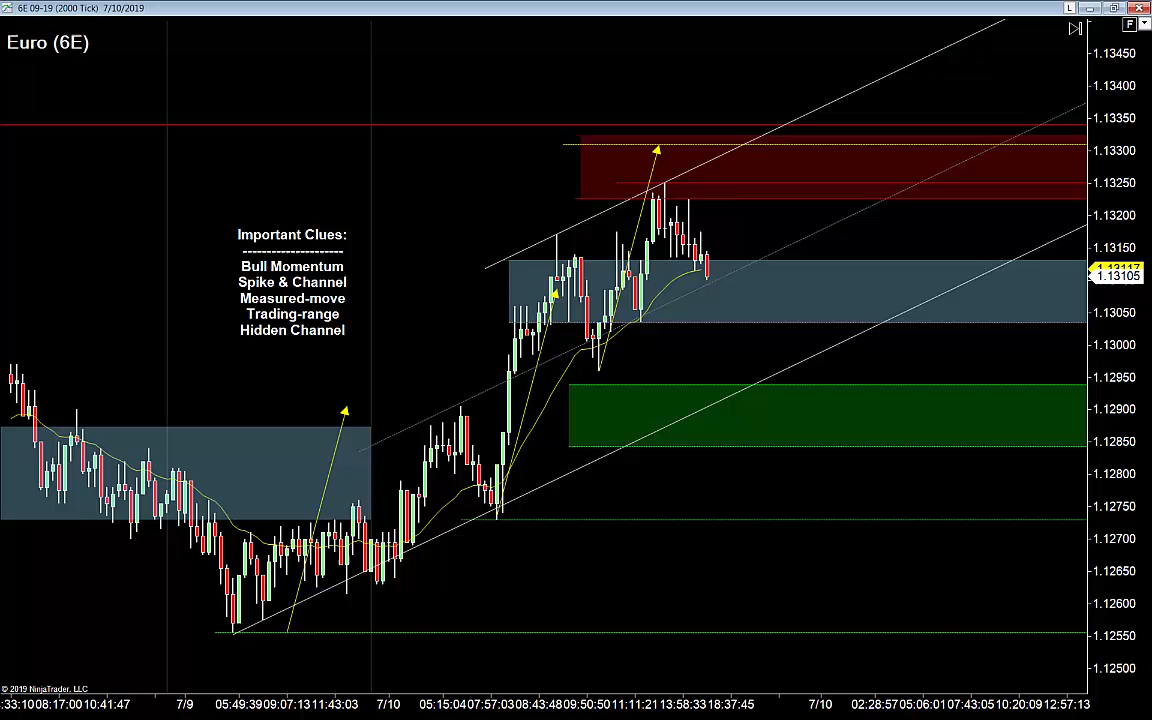 6E 09-19 (2000 Tick) 7/10/2019
L
F
Euro (6E)
1.13450
1.13400
1.13350
1.13300
1.13250
1.13200
1.13150
1.13117
1.13105
1.13050
1.13000
1.12950
1.12900
1.12850
1.12800
1.12750
1.12700
1.12650
1.12600
1.12550
1.12500
Important Clues:
--------------------
Bull Momentum
Spike & Channel
Measured-move
Trading-range
Hidden Channel
© 2019 NinjaTrader, LLC
:33:10 08:17:00 10:41:47 7/9 05:49:39 09:07:13 11:43:03 7/10 05:15:04 07:57:03 08:43:48 09:50:50 11:11:21 13:58:33 18:37:45 7/10 02:28:57 05:06:01 07:43:05 10:20:09 12:57:13